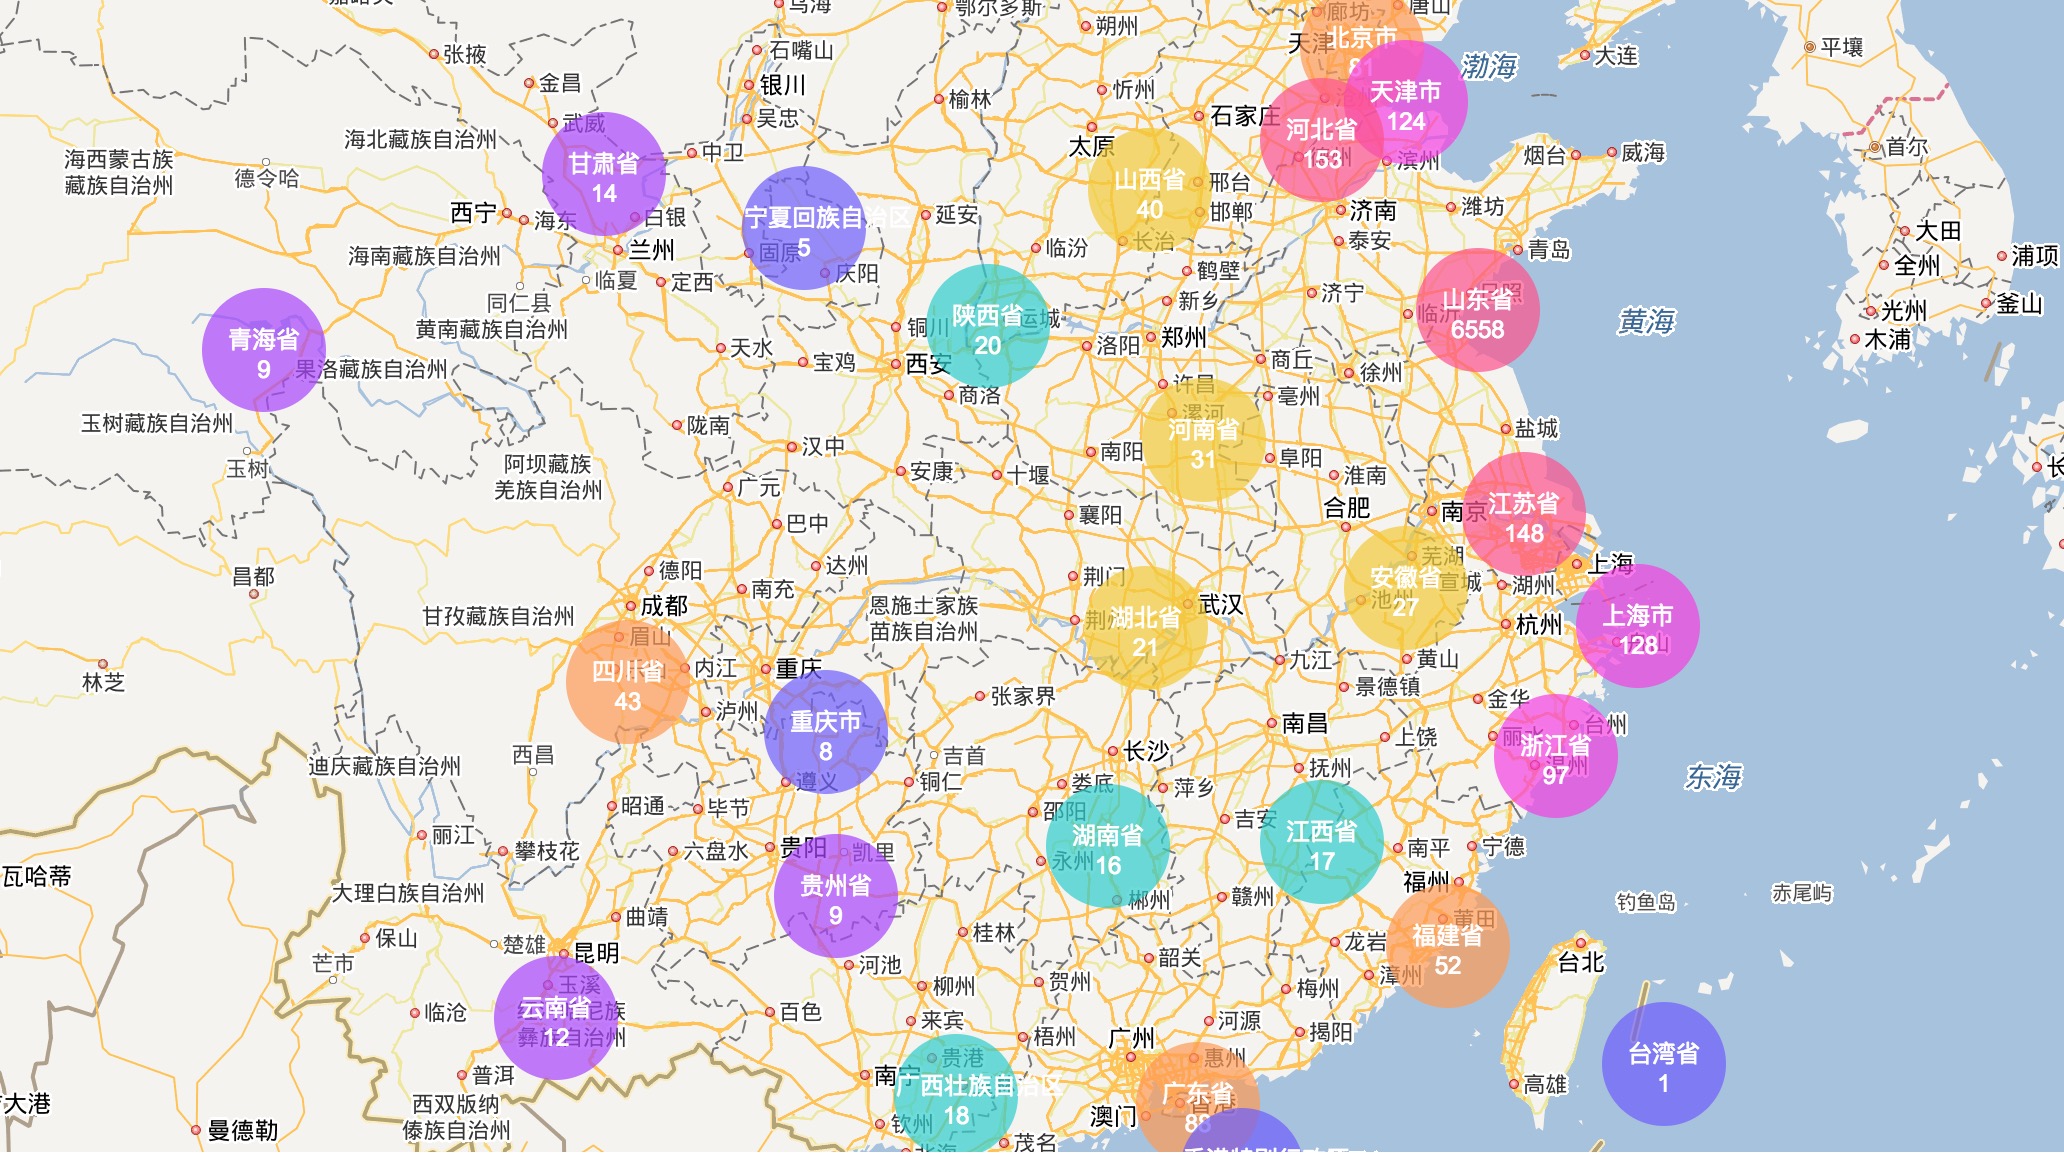 乌海
鄂尔多斯
朔州
廊坊
唐山
北京市
81
天津
渤海
大连
平壤
张掖
石嘴山
金昌
银川
榆林
忻州
石家庄
天津市
124
武威
吴忠
海北藏族自治州
中卫
太原
河北省
153
滨州
烟台
威海
首尔
海西蒙古族
藏族自治州
德令哈
甘肃省
14
山西省
40
邢台
邯郸
济南
潍坊
西宁
海东
白银
宁夏回族自治区
5
延安
兰州
固原
庆阳
临汾
长治
泰安
青岛
大田
海南藏族自治州
临夏
定西
鹤壁
全州
浦项
同仁县
黄南藏族自治州
新乡
济宁
山东省
6558
日照
临沂
黄海
光州
釜山
木浦
青海省
9
铜川
陕西省
20
运城
洛阳
郑州
天水
宝鸡
西安
商丘
徐州
果洛藏族自治州
商洛
许昌
亳州
玉树藏族自治州
陇南
漯河
河南省
31
盐城
汉中
南阳
阜阳
淮南
玉树
阿坝藏族
羌族自治州
安康
十堰
广元
巴中
襄阳
合肥
南京
江苏省
148
昌都
德阳
达州
荆门
芜湖
上海
南充
成都
恩施土家族
苗族自治州
武汉
安徽省
27
宣城
池州
湖州
甘孜藏族自治州
眉山
湖北省
21
杭州
上海市
128
林芝
四川省
43
内江
重庆
九江
黄山
张家界
景德镇
金华
泸州
重庆市
8
南昌
上饶
台州
浙江省
97
温州
西昌
迪庆藏族自治州
吉首
长沙
抚州
东海
遵义
铜仁
娄底
萍乡
昭通
毕节
邵阳
吉安
丽江
攀枝花
六盘水
贵阳
凯里
湖南省
16
永州
江西省
17
南平
宁德
瓦哈蒂
大理白族自治州
贵州省
9
郴州
赣州
福州
钓鱼岛
赤尾屿
曲靖
莆田
保山
楚雄
昆明
桂林
龙岩
福建省
52
芒市
河池
韶关
漳州
台北
玉溪
柳州
贺州
梅州
临沧
云南省
12
彝族自治州
百色
来宾
梧州
河源
揭阳
广州
贵港
惠州
台湾省
1
普洱
南宁
广西壮族自治区
18
广东省
高雄
大港
西双版纳
傣族自治州
澳门
曼德勒
钦州
茂名
北海